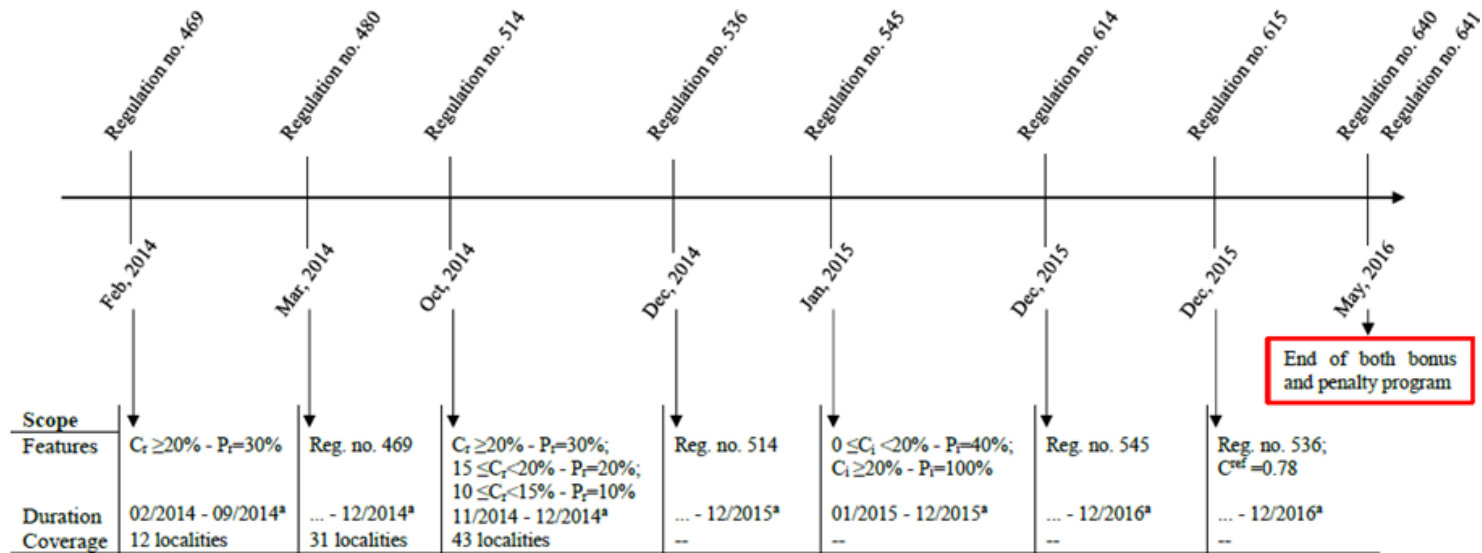 Regulation no. 469
Regulation no. 480
Regulation no. 514
Regulation no. 536
Regulation no. 545
Regulation no. 614
Regulation no. 615
Regulation no. 640
Regulation no. 641
Feb, 2014
Mar, 2014
Oct, 2014
Dec, 2014
Jan, 2015
Dec, 2015
Dec, 2015
May, 2016
End of both bonus
and penalty program
Scope
Features
Cr ≥20% - Pr=30%
Reg. no. 469
Cr ≥20% - Pr=30%;
15 ≤Cr<20% - Pr=20%;
10 ≤Cr<15% - Pr=10%
Reg. no. 514
0 ≤Ci <20% - Pi=40%;
Ci ≥20% - Pi=100%
Reg. no. 545
Reg. no. 536;
Cref =0.78
Duration
02/2014 - 09/2014ª
... - 12/2014ª
11/2014 - 12/2014ª
... - 12/2015ª
01/2015 - 12/2015ª
... - 12/2016ª
... - 12/2016ª
Coverage
12 localities
31 localities
43 localities
--
--
--
--